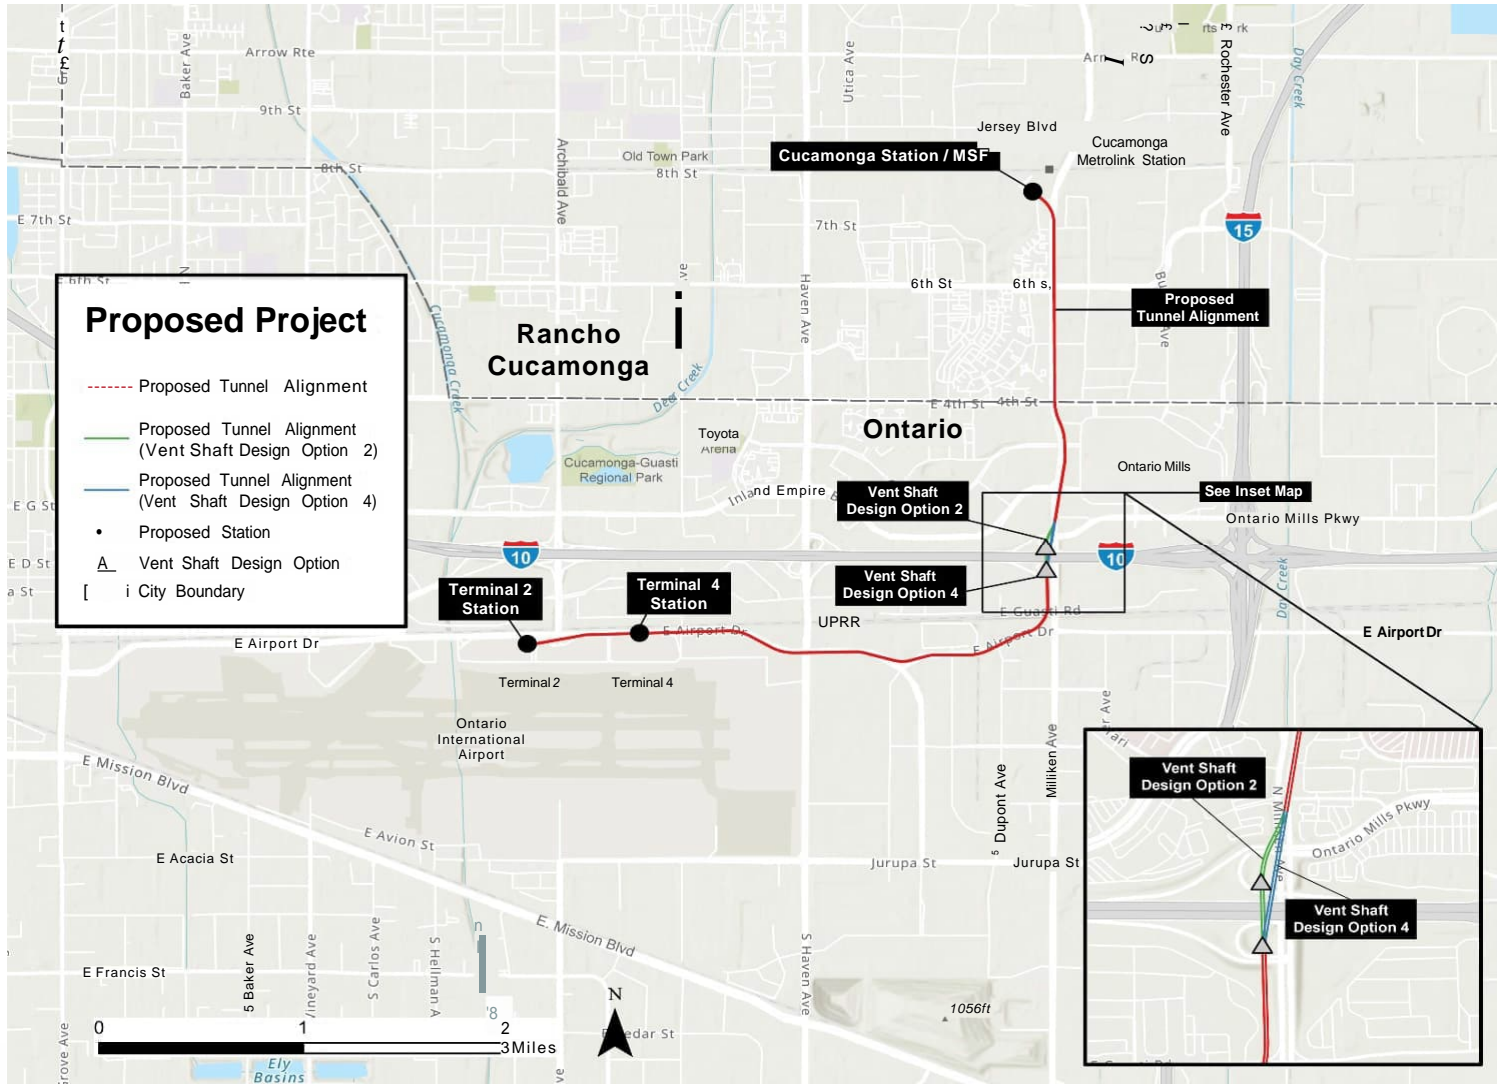 Baker Ave
Arrow Rte
9th St
8th St
E 7th St
E 6th St
Archibald Ave
Old Town Park
8th St
Utica Ave
7th St
Haven Ave
Jersey Blvd
Cucamonga Station / MSF
Cucamonga
Metrolink Station
Rochester Ave
Day Creek
15
6th St
6th s,
Proposed
Tunnel Alignment
Proposed Project
Proposed Tunnel Alignment
Proposed Tunnel Alignment
(Vent Shaft Design Option 2)
Proposed Tunnel Alignment
(Vent Shaft Design Option 4)
• Proposed Station
A Vent Shaft Design Option
[ i City Boundary
Cucamonga Creek
Rancho
Cucamonga
i
Deer Creek
E 4th St
4th St
Ontario
Toyota
Arena
Cucamonga-Guasti
Regional Park
Inland Empire
Ontario Mills
See Inset Map
Ontario Mills Pkwy
Vent Shaft
Design Option 2
10
10
Vent Shaft
Design Option 4
E G St
E D St
a St
Terminal 2
Station
Terminal 4
Station
UPRR
E Guasti Rd
E Airport Dr
E Airport Dr
E Airport Dr
E Airport Dr
Day Creek
Terminal 2
Terminal 4
Ontario
International
Airport
E Mission Blvd
E Avion St
E Acacia St
E. Mission Blvd
Jurupa St
Jurupa St
5 Dupont Ave
Milliken Ave
E Francis St
5 Baker Ave
Vineyard Ave
S Carlos Ave
S Hellman A
S Haven Ave
1056ft
N
0 1 2
3Miles
Ely
Basins
Grove Ave
Vent Shaft
Design Option 2
Ontario Mills Pkwy
Vent Shaft
Design Option 4